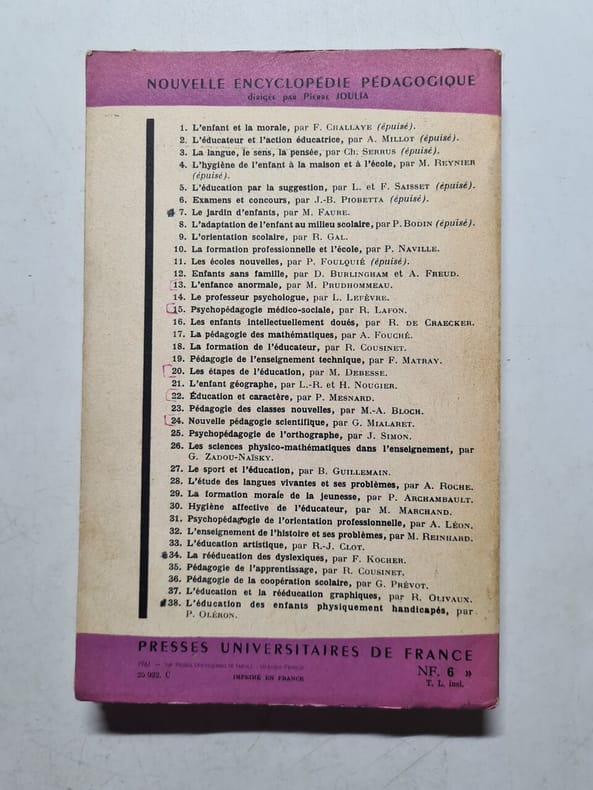 NOUVELLE ENCYCLOPÉDIE PÉDAGOGIQUE
dirigée par Pierre JOULIA
1. L'enfant et la morale, par F. Challaye (épuisé).
2. L'éducateur et l'action éducatrice, par A. Millot (épuisé).
3. La langue, le sens, la pensée, par Ch. Serrus (épuisé).
4. L'hygiène de l'enfant à la maison et à l'école, par M. Reynier
(épuisé).
5. L'éducation par la suggestion, par L. et F. Saisset (épuisé).
6. Examens et concours, par J.-B. Piobetta (épuisé).
7. Le jardin d'enfants, par M. Faure.
8. L'adaptation de l'enfant au milieu scolaire, par P. Bodin (épuisé).
9. L'orientation scolaire, par R. Gal.
10. La formation professionnelle et l'école, par P. Naville.
11. Les écoles nouvelles, par P. Foulquié (épuisé).
12. Enfants sans famille, par D. Burlingham et A. Freud.
13. L'enfance anormale, par M. Prudhommeau.
14. Le professeur psychologue, par L. Lefèvre.
15. Psychopédagogie médico-sociale, par R. Lafon.
16. Les enfants intellectuellement doués, par R. de Craecker.
17. La pédagogie des mathématiques, par A. Fouché.
18. La formation de l'éducateur, par R. Cousinet.
19. Pédagogie de l'enseignement technique, par F. Matray.
20. Les étapes de l'éducation, par M. Debesse.
21. L'enfant géographe, par L.-R. et H. Nougier.
22. Éducation et caractère, par P. Mesnard.
23. Pédagogie des classes nouvelles, par M.-A. Bloch.
24. Nouvelle pédagogie scientifique, par G. Mialaret.
25. Psychopédagogie de l'orthographe, par J. Simon.
26. Les sciences physico-mathématiques dans l'enseignement, par
G. Zadou-Naïsky.
27. Le sport et l'éducation, par B. Guillemain.
28. L'étude des langues vivantes et ses problèmes, par A. Roche.
29. La formation morale de la jeunesse, par P. Archambault.
30. Hygiène affective de l'éducateur, par M. Marchand.
31. Psychopédagogie de l'orientation professionnelle, par A. Léon.
32. L'enseignement de l'histoire et ses problèmes, par M. Reinhard.
33. L'éducation artistique, par R.-J. Clot.
34. La rééducation des dyslexiques, par F. Kocher.
35. Pédagogie de l'apprentissage, par R. Cousinet.
36. Pédagogie de la coopération scolaire, par G. Prévot.
37. L'éducation et la rééducation graphiques, par R. Olivaux.
38. L'éducation des enfants physiquement handicapés, par
P. Oléron.
PRESSES UNIVERSITAIRES DE FRANCE
1961 —
25 022. C IMPRIMÉ EN FRANCE NF. 6 »
T. L. incl.